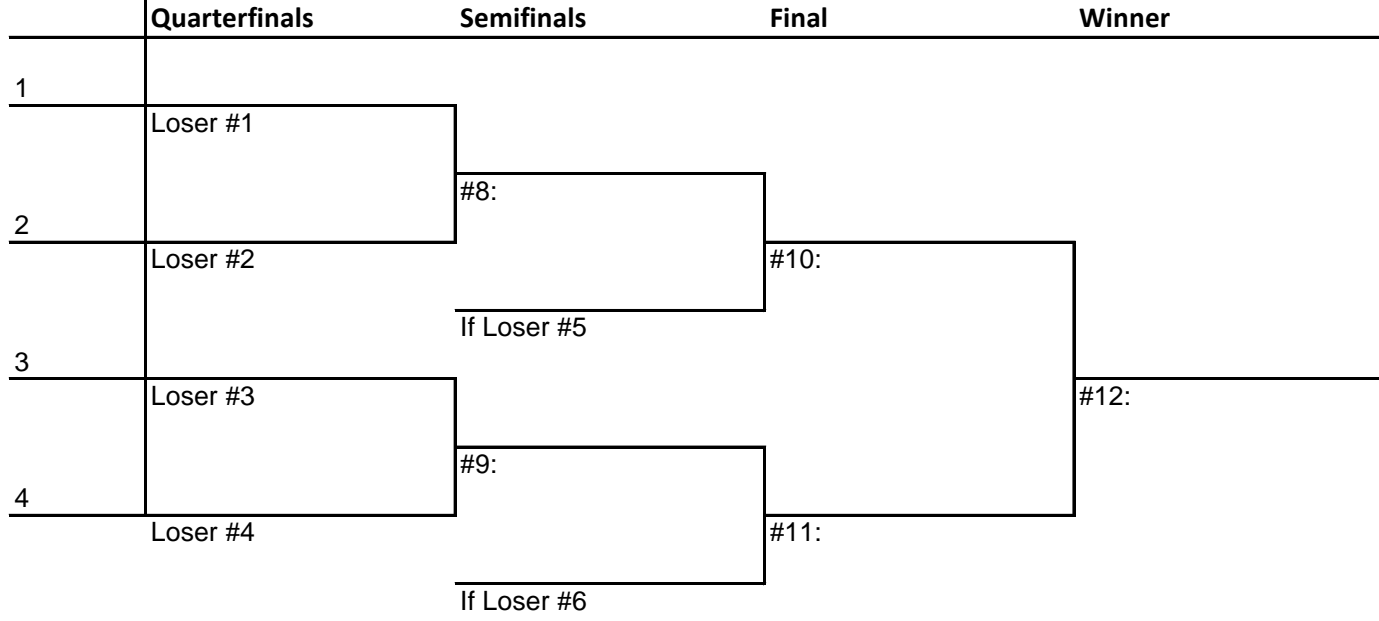 Quarterfinals Semifinals Final Winner
1
Loser #1
#8:
2
Loser #2 #10:
If Loser #5
3
Loser #3 #12:
#9:
4
Loser #4 #11:
If Loser #6